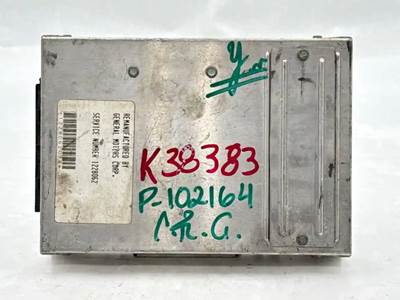 K38383
P-102164
REMANUFACTURED BY
GENERAL MOTORS CORP.
SERVICE NUMBER 1228062